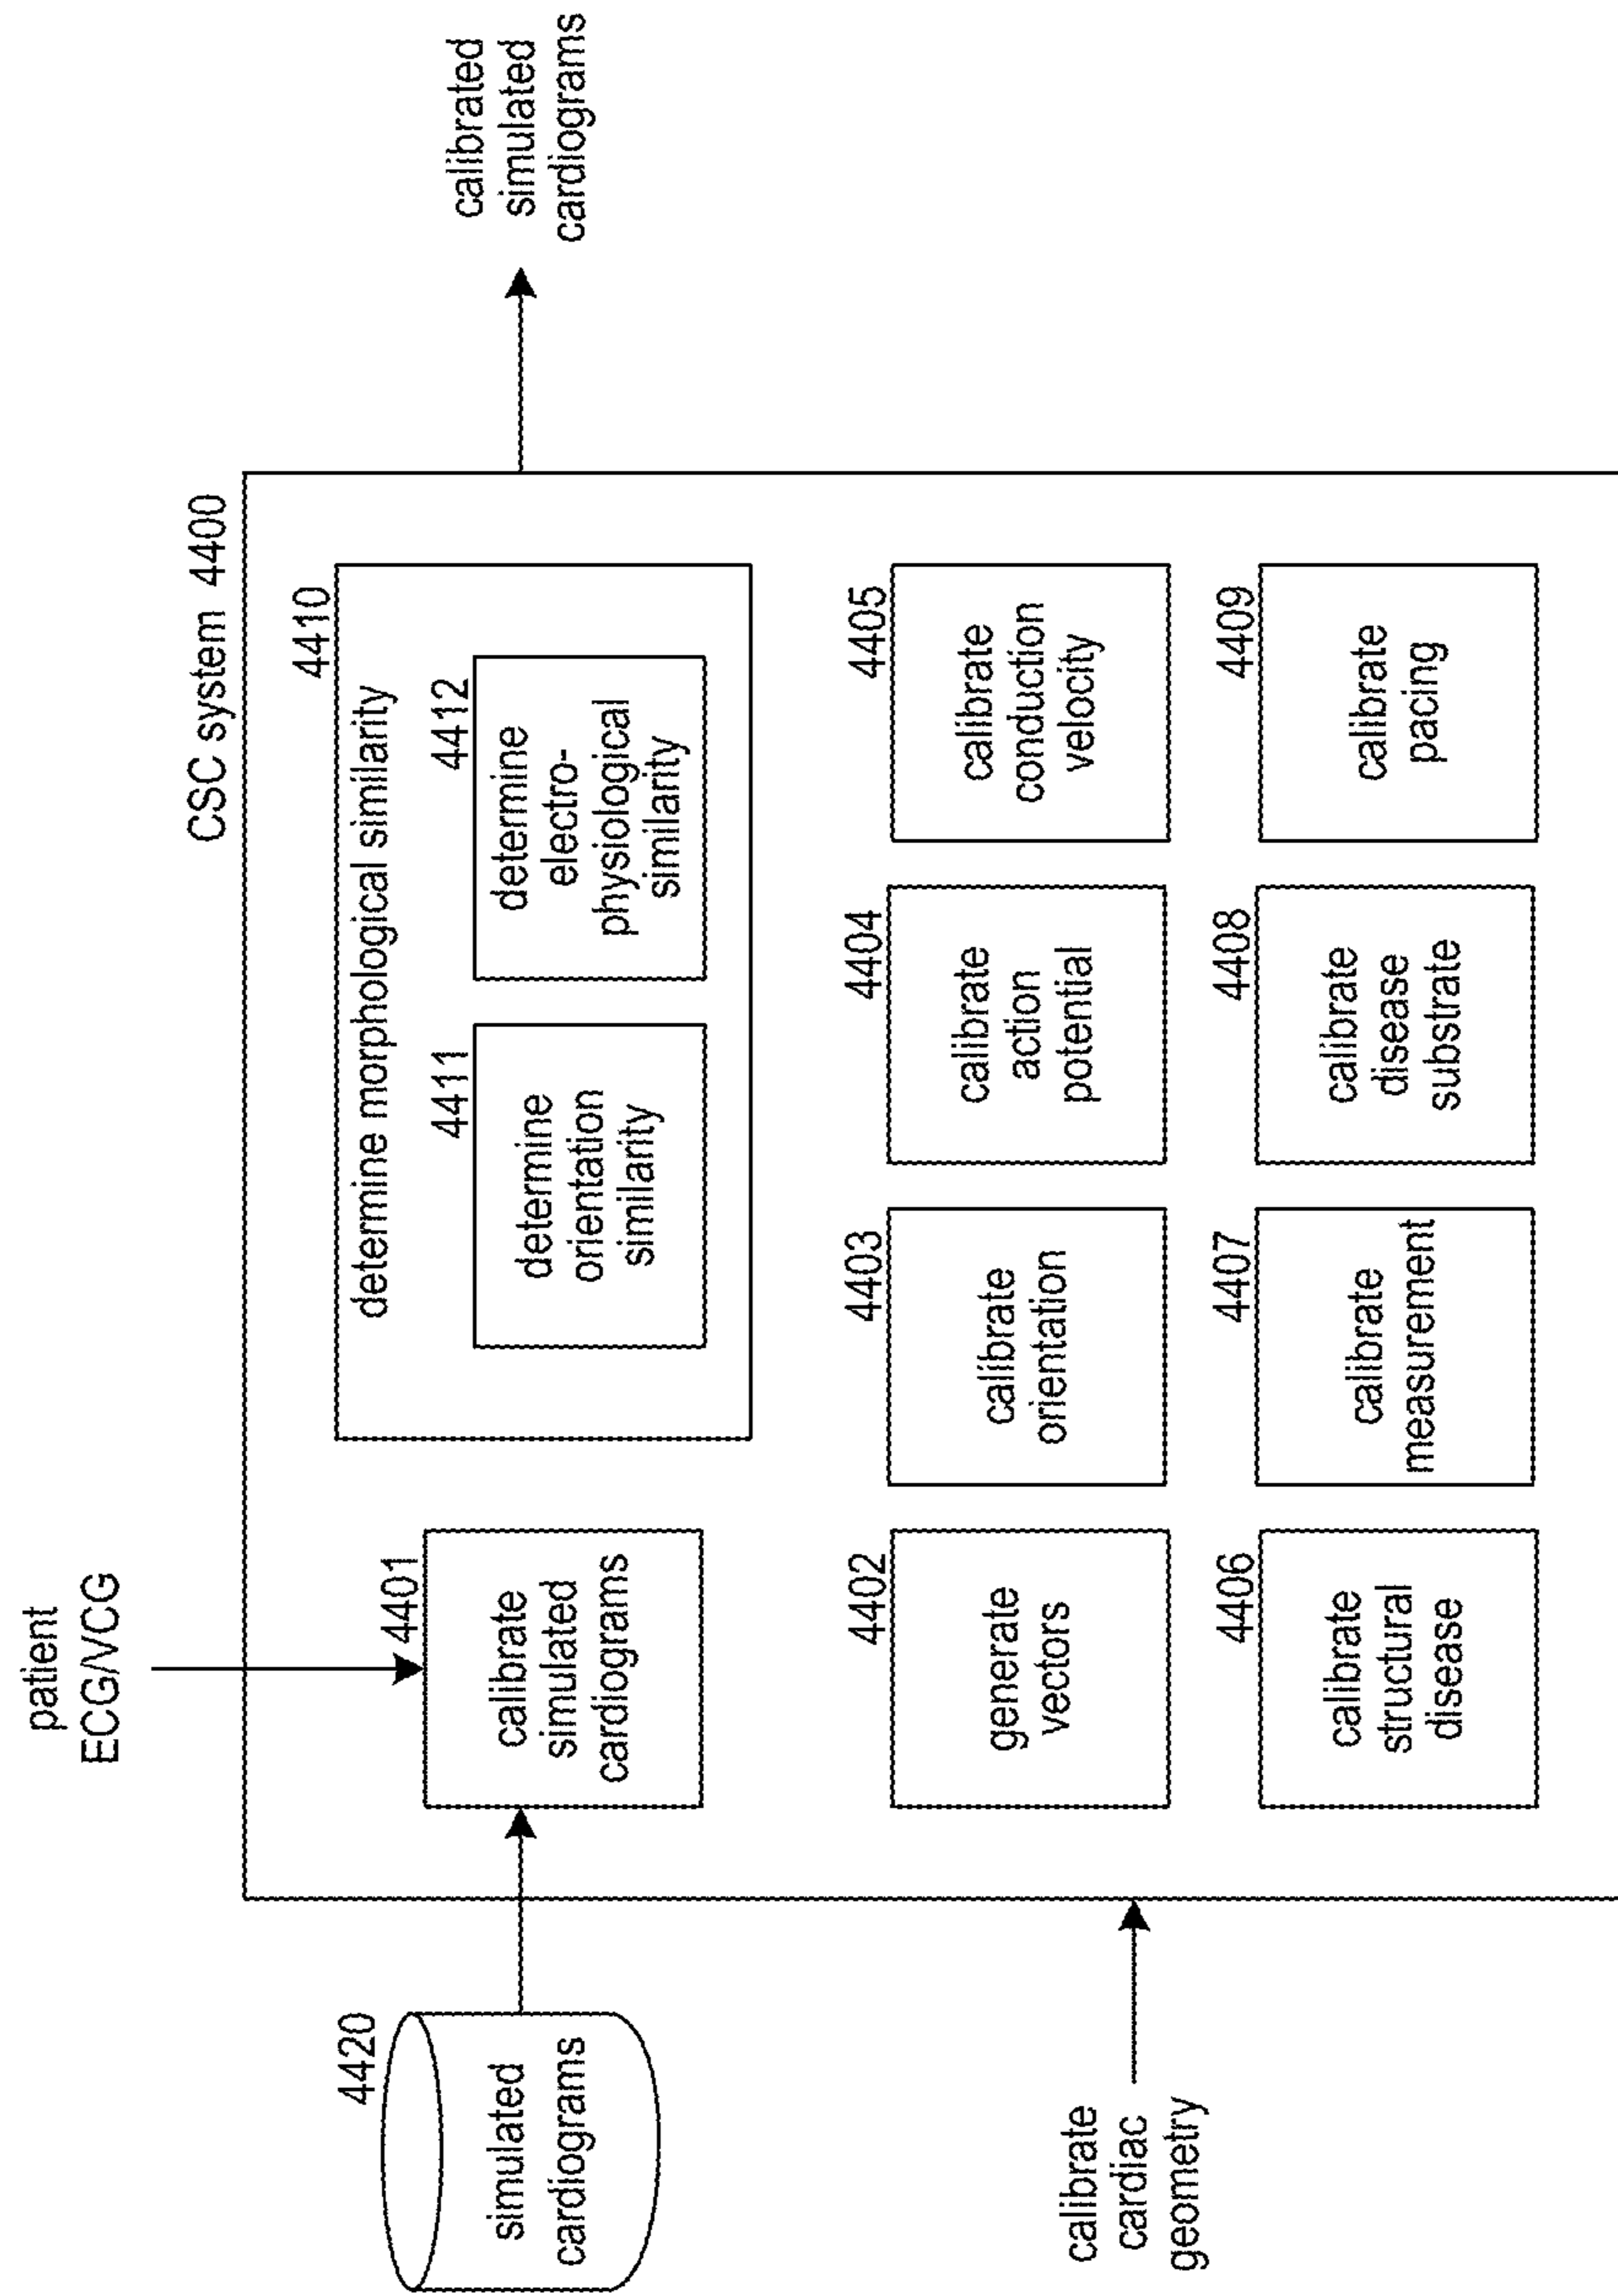 patient
ECG/VCG
CSC system 4400
4420
simulated
cardiograms
4401
calibrate
simulated
cardiograms
4410
determine morphological similarity
4411
determine
orientation
similarity
4412
determine
electro-
physiological
similarity
calibrated
simulated
cardiograms
calibrate
cardiac
geometry
4402
generate
vectors
4403
calibrate
orientation
4404
calibrate
action
potential
4405
calibrate
conduction
velocity
4406
calibrate
structural
disease
4407
calibrate
measurement
4408
calibrate
disease
substrate
4409
calibrate
pacing